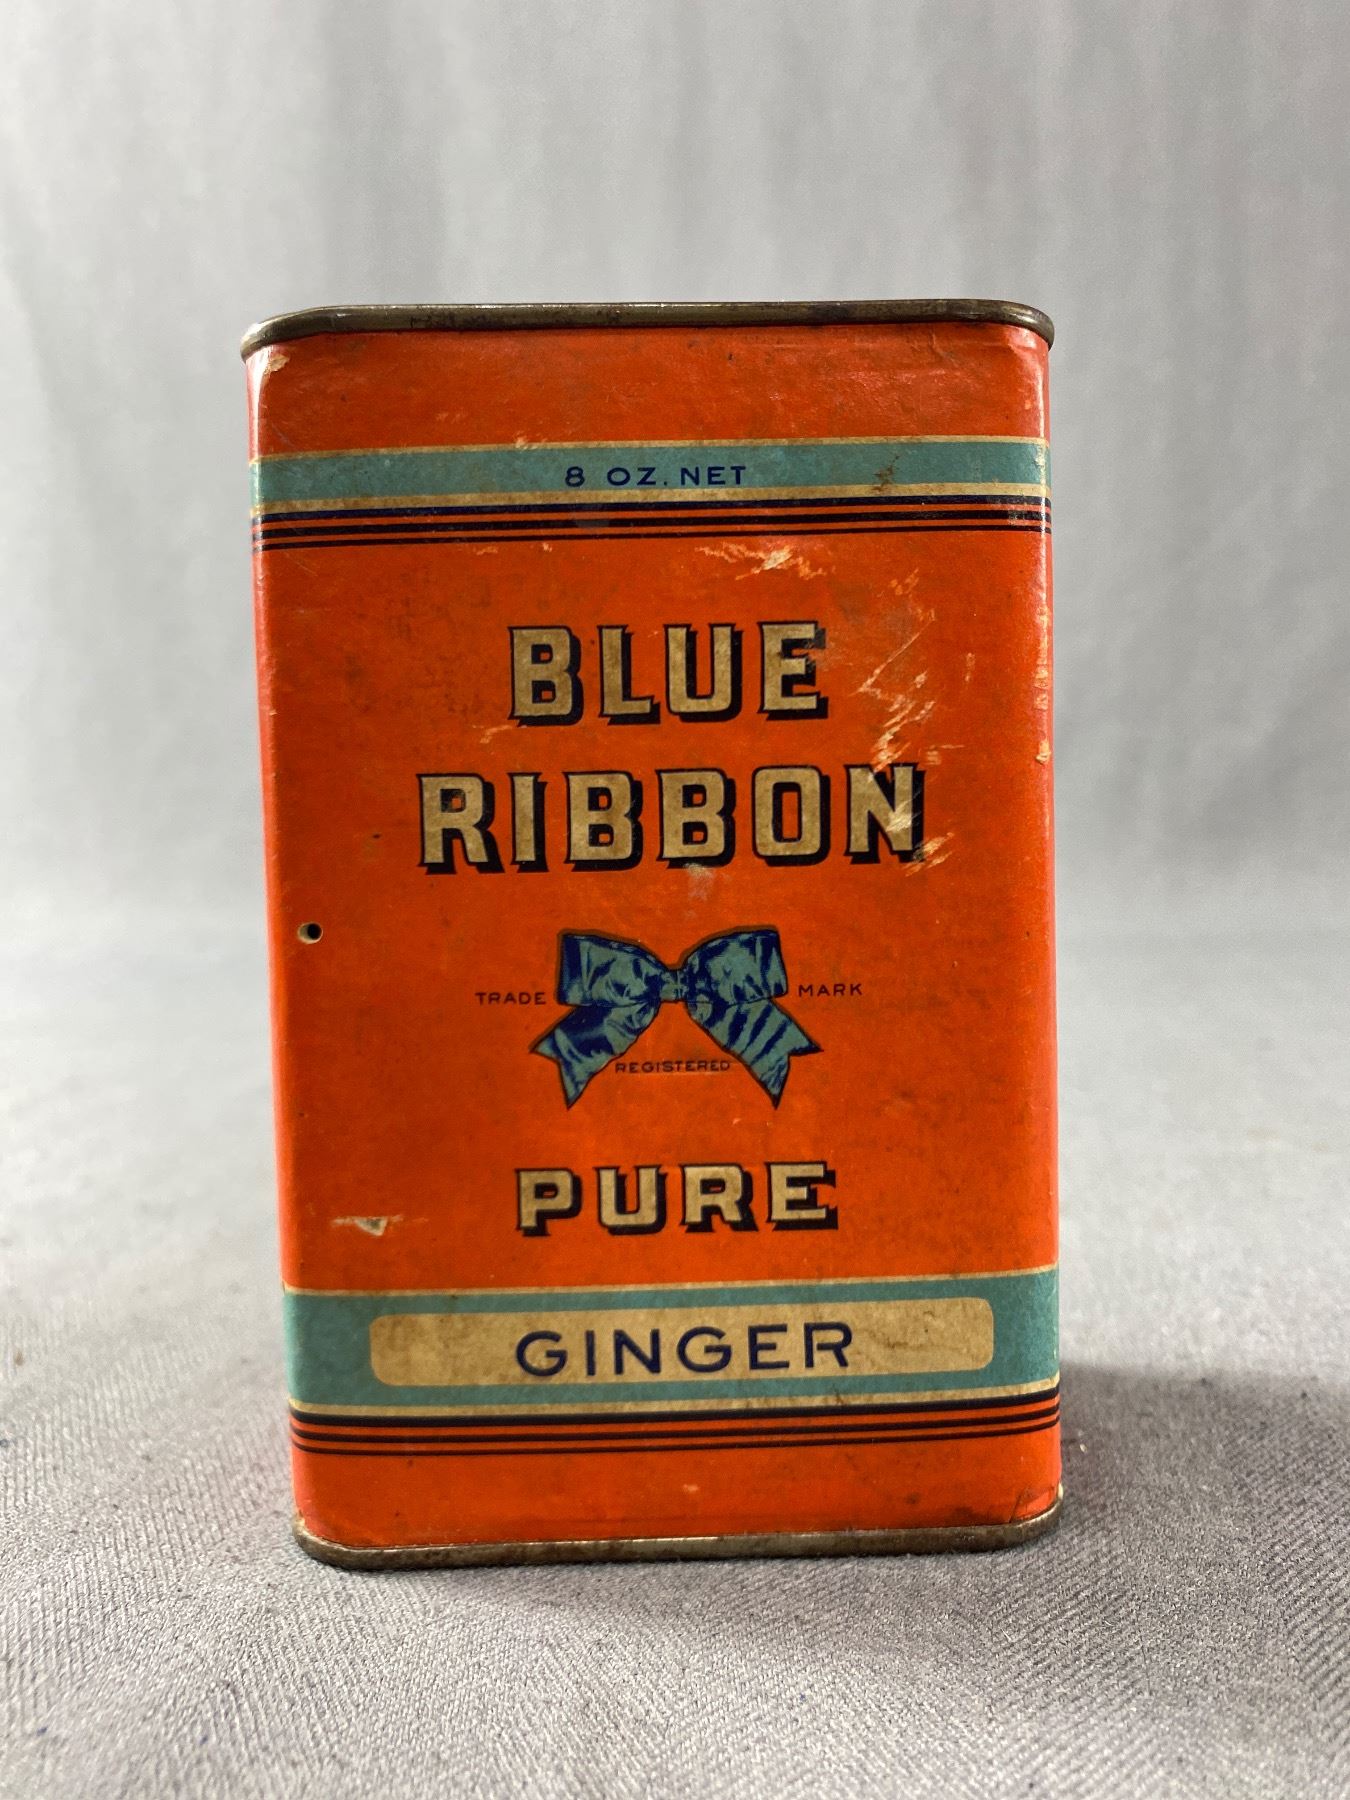 8 OZ. NET
BLUE
RIBBON
TRADE MARK
REGISTERED
PURE
GINGER